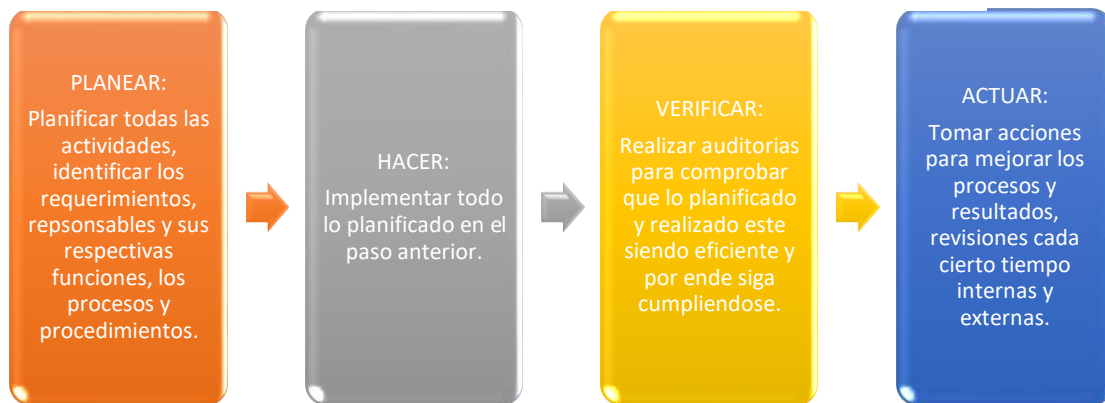 PLANEAR:
Planificar todas las
actividades,
identificar los
requerimientos,
repsonsables y sus
respectivas
funciones, los
procesos y
procedimientos.
HACER:
Implementar todo
lo planificado en el
paso anterior.
VERIFICAR:
Realizar auditorias
para comprobar
que lo planificado
y realizado este
siendo eficiente y
por ende siga
cumpliendose.
ACTUAR:
Tomar acciones
para mejorar los
procesos y
resultados,
revisiones cada
cierto tiempo
internas y
externas.